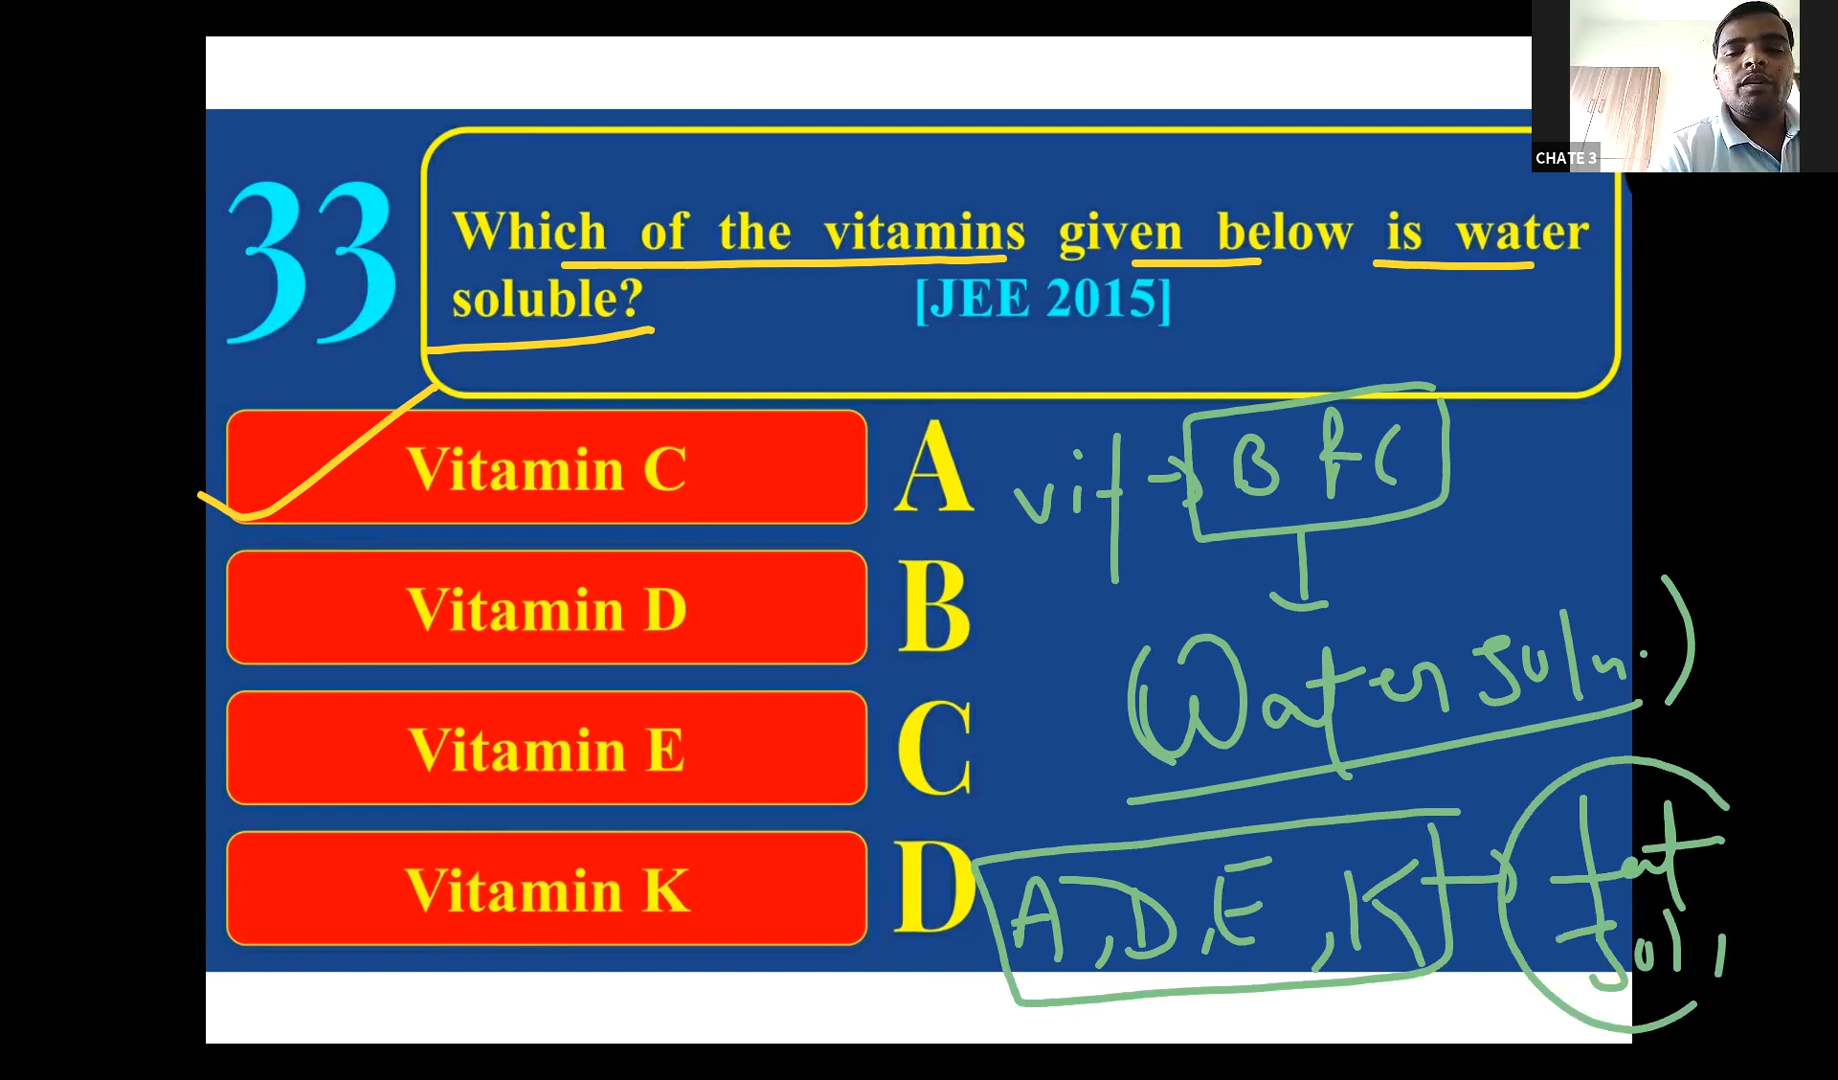 CHATE 3
33
Which of the vitamins given below is water
soluble? [JEE 2015]
Vitamin C A
Vitamin D B
Vitamin E C
Vitamin K D
vit → B & C
(Water soln.)
A, D, E, K → fat
sol,